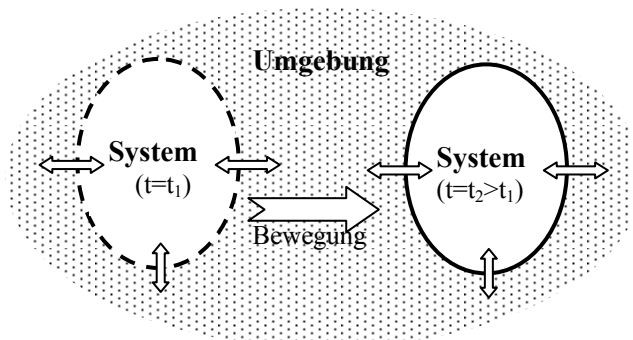 Umgebung
System
(t=t₁)
System
(t=t₂>t₁)
Bewegung